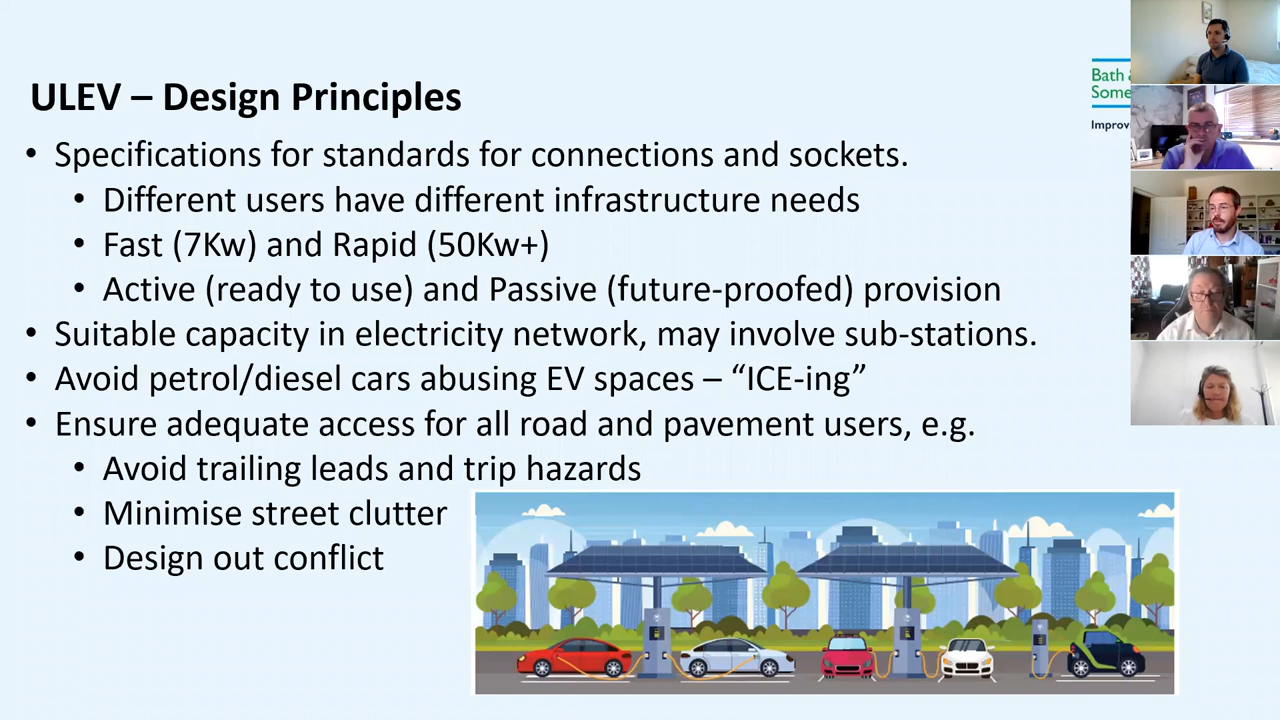 ULEV – Design Principles
• Specifications for standards for connections and sockets.
• Different users have different infrastructure needs
• Fast (7Kw) and Rapid (50Kw+)
• Active (ready to use) and Passive (future-proofed) provision
• Suitable capacity in electricity network, may involve sub-stations.
• Avoid petrol/diesel cars abusing EV spaces – “ICE-ing”
• Ensure adequate access for all road and pavement users, e.g.
• Avoid trailing leads and trip hazards
• Minimise street clutter
• Design out conflict
Bath